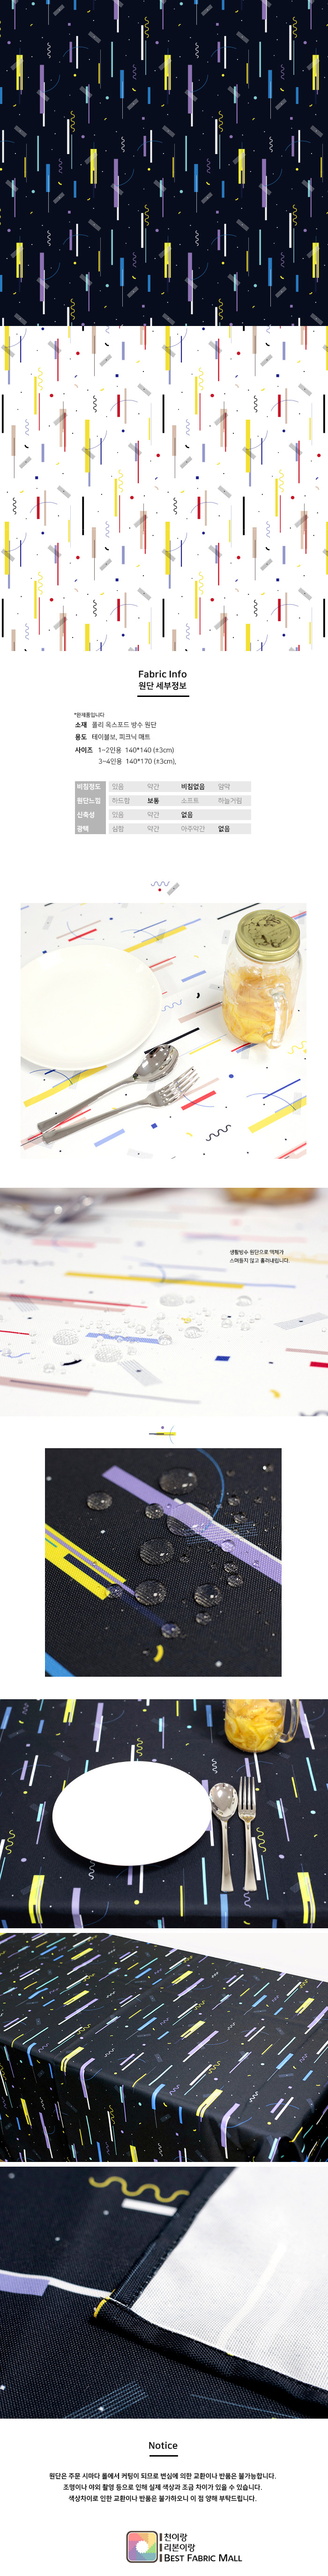 Fabric Info
원단 세부정보
*완제품입니다
소재 폴리 옥스포드 방수 원단
용도 테이블보, 피크닉 매트
사이즈 1~2인용 140*140 (±3cm)
3~4인용 140*170 (±3cm),
비침정도 있음 약간 비침없음 암막
원단느낌 하드함 보통 소프트 하늘거림
신축성 있음 약간 없음
광택 심함 약간 아주약간 없음
생활방수 원단으로 액체가
스며들지 않고 흘러내립니다.
Notice
원단은 주문 시마다 롤에서 커팅이 되므로 변심에 의한 교환이나 반품은 불가능합니다.
조명이나 야외 촬영 등으로 인해 실제 색상과 조금 차이가 있을 수 있습니다.
색상차이로 인한 교환이나 반품은 불가하오니 이 점 양해 부탁드립니다.
천이랑
리본이랑
BEST FABRIC MALL